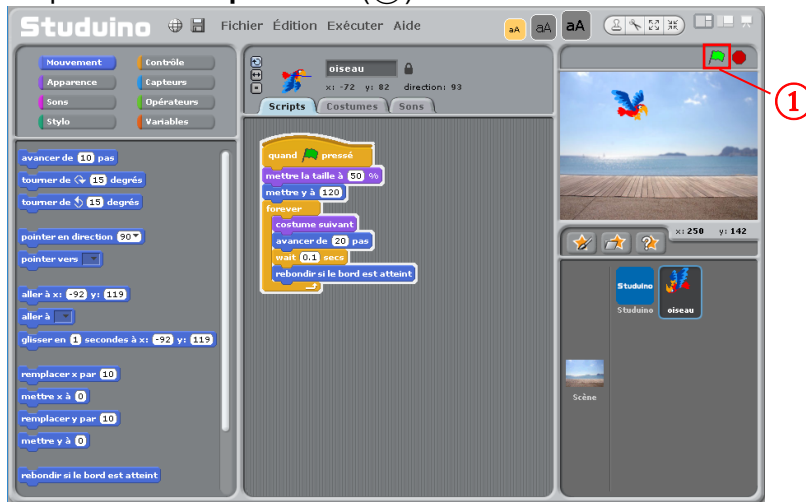 Studuino Fichier Édition Exécuter Aide aA aA aA
Mouvement Contrôle
Apparence Capteurs
Sons Opérateurs
Stylo Variables
oiseau
x: -72 y: 82 direction: 93
Scripts Costumes Sons
1
avancer de 10 pas
tourner de 15 degrés
tourner de 15 degrés
pointer en direction 90
pointer vers
aller à x: -92 y: 119
aller à
glisser en 1 secondes à x: -92 y: 119
remplacer x par 10
mettre x à 0
remplacer y par 10
mettre y à 0
rebondir si le bord est atteint
quand pressé
mettre la taille à 50 %
mettre y à 120
forever
costume suivant
avancer de 20 pas
wait 0.1 secs
rebondir si le bord est atteint
x: 250 y: 142
Studuino
Studuino oiseau
Scène